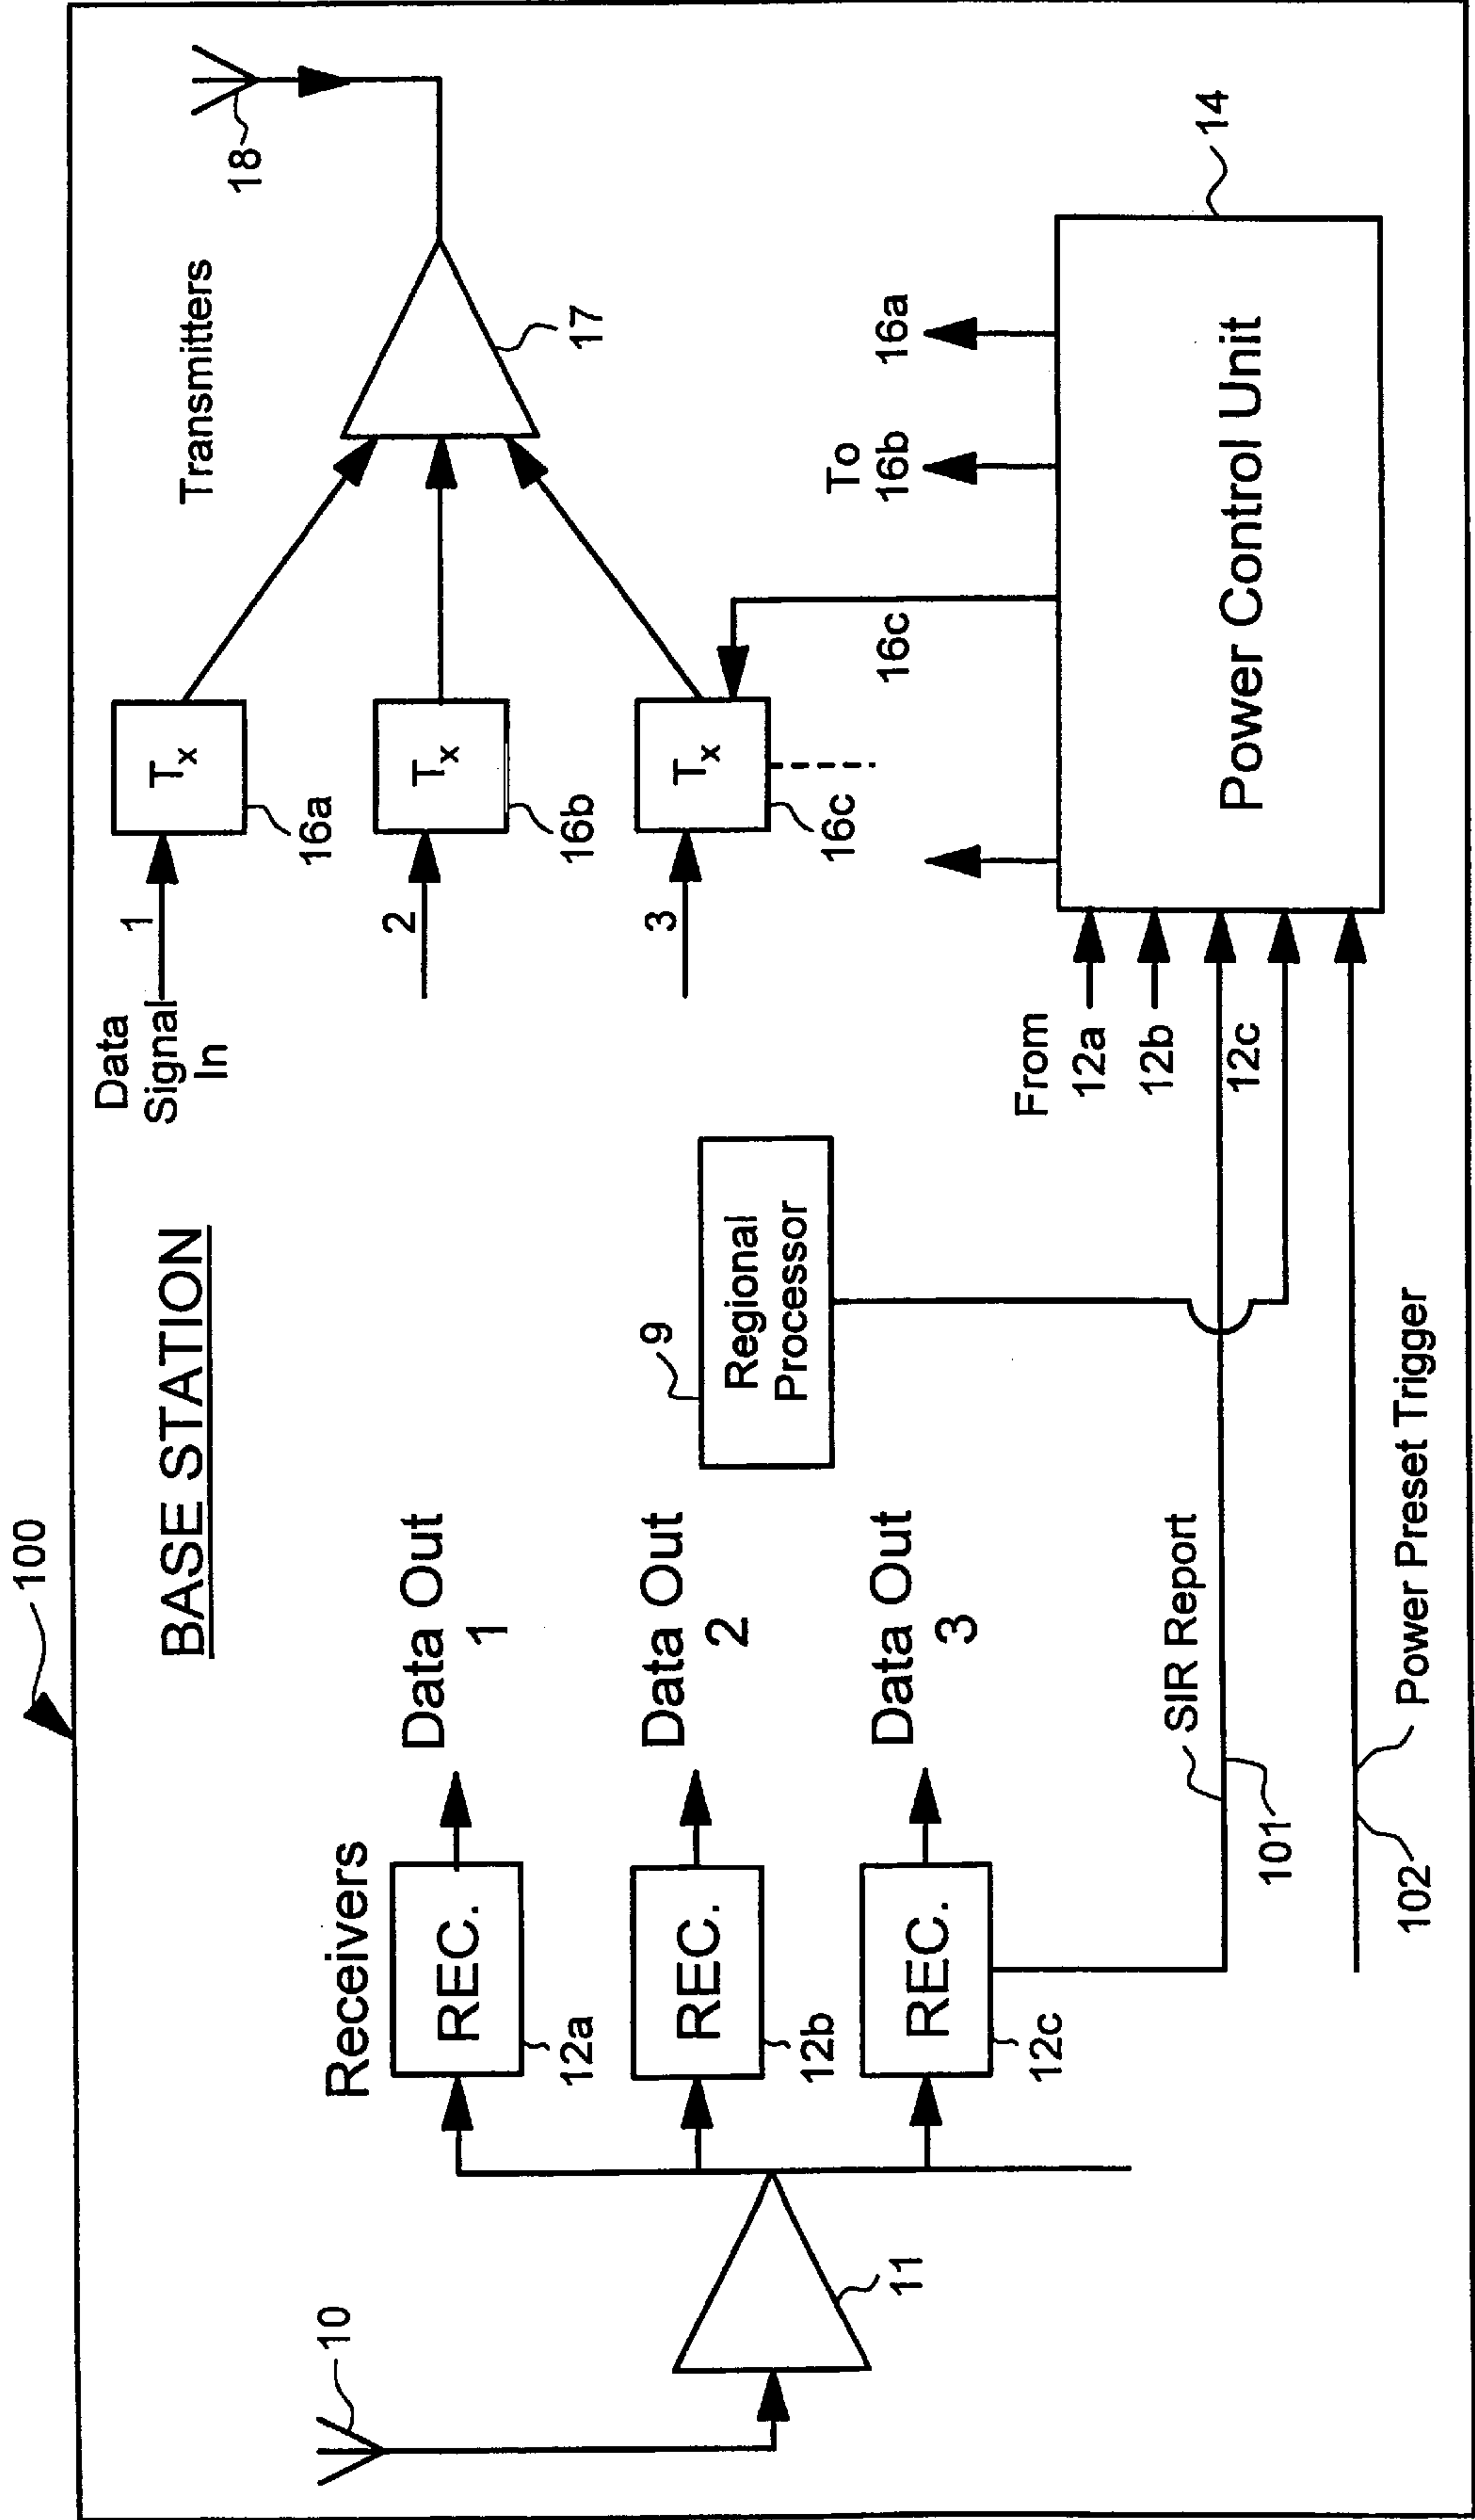 100
BASE STATION
Receivers
10
11
REC.
12a
Data Out
1
REC.
12b
Data Out
2
REC.
12c
Data Out
3
9
Regional
Processor
SIR Report
101
102
Power Preset Trigger
Data
Signal
In
1
2
3
Tx
16a
Tx
16b
Tx
16c
Transmitters
17
18
From
12a
12b
12c
16c
To
16b
16a
Power Control Unit
14